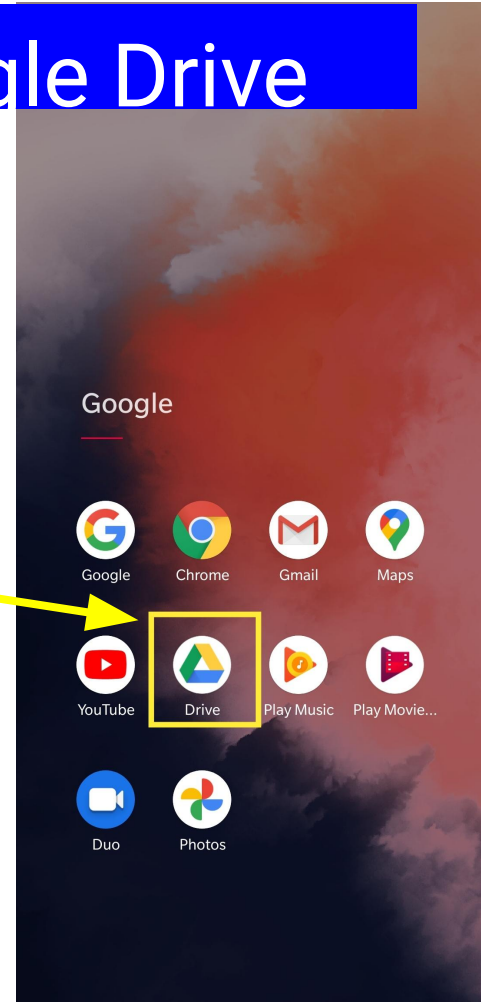 gle Drive
Google
Google Chrome Gmail Maps
YouTube Drive Play Music Play Movie...
Duo Photos